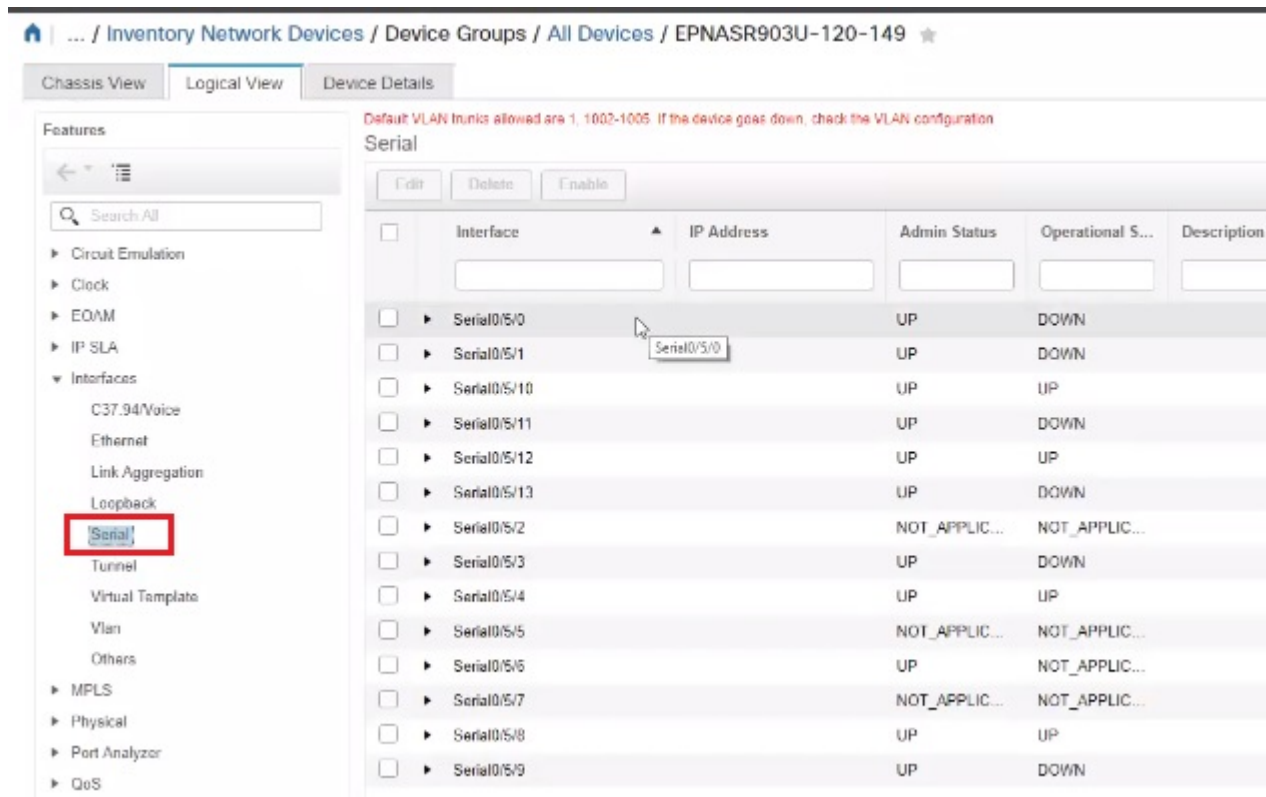 ... / Inventory Network Devices / Device Groups / All Devices / EPNASR903U-120-149
Chassis View Logical View Device Details
Features
Default VLAN trunks allowed are 1, 1002-1005. If the device goes down, check the VLAN configuration
Serial
Edit Delete Enable
Search All
Interface IP Address Admin Status Operational S... Description
Circuit Emulation
Clock
EOAM
IP SLA
Interfaces
C37.94/Voice
Ethernet
Link Aggregation
Loopback
Serial
Tunnel
Virtual Template
Vlan
Others
MPLS
Physical
Port Analyzer
QoS
Serial0/5/0 UP DOWN
Serial0/5/0
Serial0/5/1 UP DOWN
Serial0/5/10 UP UP
Serial0/5/11 UP DOWN
Serial0/5/12 UP UP
Serial0/5/13 UP DOWN
Serial0/5/2 NOT_APPLIC... NOT_APPLIC...
Serial0/5/3 UP DOWN
Serial0/5/4 UP UP
Serial0/5/5 NOT_APPLIC... NOT_APPLIC...
Serial0/5/6 UP NOT_APPLIC...
Serial0/5/7 NOT_APPLIC... NOT_APPLIC...
Serial0/5/8 UP UP
Serial0/5/9 UP DOWN